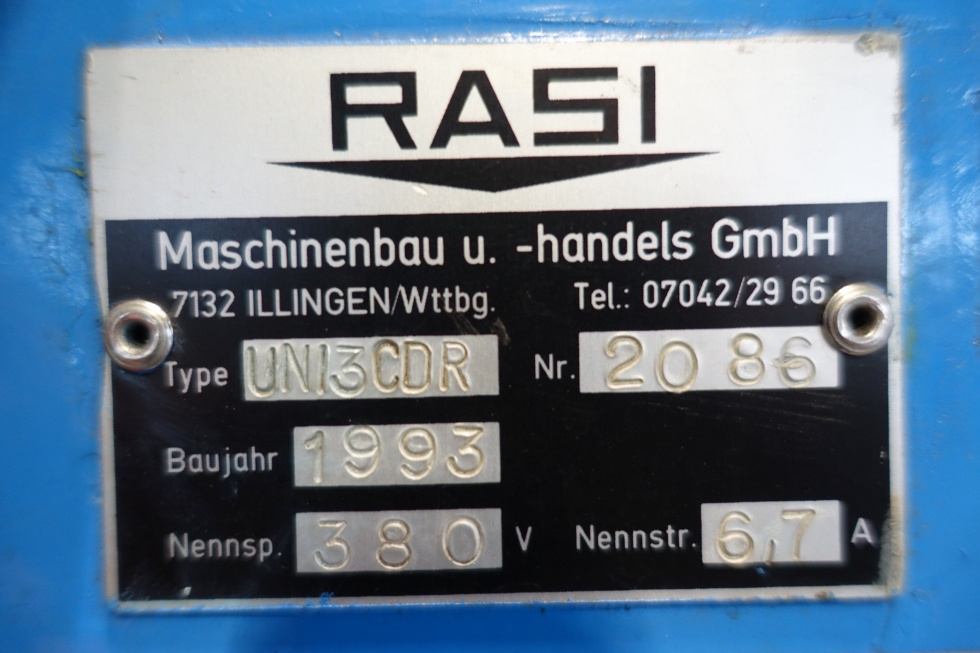 RASI
Maschinenbau u. -handels GmbH
7132 ILLINGEN/Wttbg. Tel.: 07042/29 66
Type UNI3CDR Nr. 2086
Baujahr 1993
Nennsp. 380 V Nennstr. 6,7 A